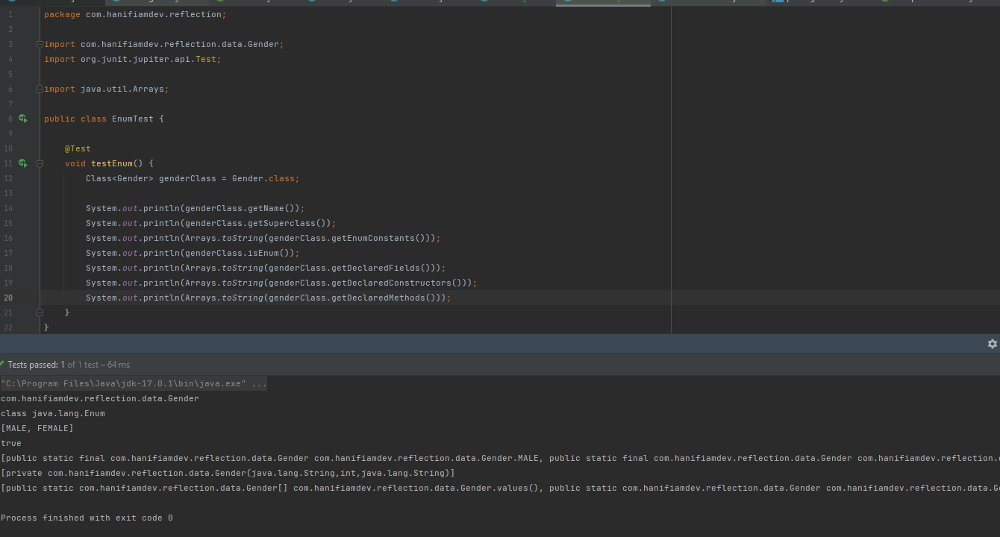 1 package com.hanifiamdev.reflection;
2
3 import com.hanifiamdev.reflection.data.Gender;
4 import org.junit.jupiter.api.Test;
5
6 import java.util.Arrays;
7
8 public class EnumTest {
9
10 @Test
11 void testEnum() {
12 Class<Gender> genderClass = Gender.class;
13
14 System.out.println(genderClass.getName());
15 System.out.println(genderClass.getSuperclass());
16 System.out.println(Arrays.toString(genderClass.getEnumConstants()));
17 System.out.println(genderClass.isEnum());
18 System.out.println(Arrays.toString(genderClass.getDeclaredFields()));
19 System.out.println(Arrays.toString(genderClass.getDeclaredConstructors()));
20 System.out.println(Arrays.toString(genderClass.getDeclaredMethods()));
21 }
22 }
Tests passed: 1 of 1 test – 64 ms
"C:\Program Files\Java\jdk-17.0.1\bin\java.exe" ...
com.hanifiamdev.reflection.data.Gender
class java.lang.Enum
[MALE, FEMALE]
true
[public static final com.hanifiamdev.reflection.data.Gender com.hanifiamdev.reflection.data.Gender.MALE, public static final com.hanifiamdev.reflection.data.Gender com.hanifiamdev.reflection.
[private com.hanifiamdev.reflection.data.Gender(java.lang.String,int,java.lang.String)]
[public static com.hanifiamdev.reflection.data.Gender[] com.hanifiamdev.reflection.data.Gender.values(), public static com.hanifiamdev.reflection.data.Gender com.hanifiamdev.reflection.data.Ge
Process finished with exit code 0